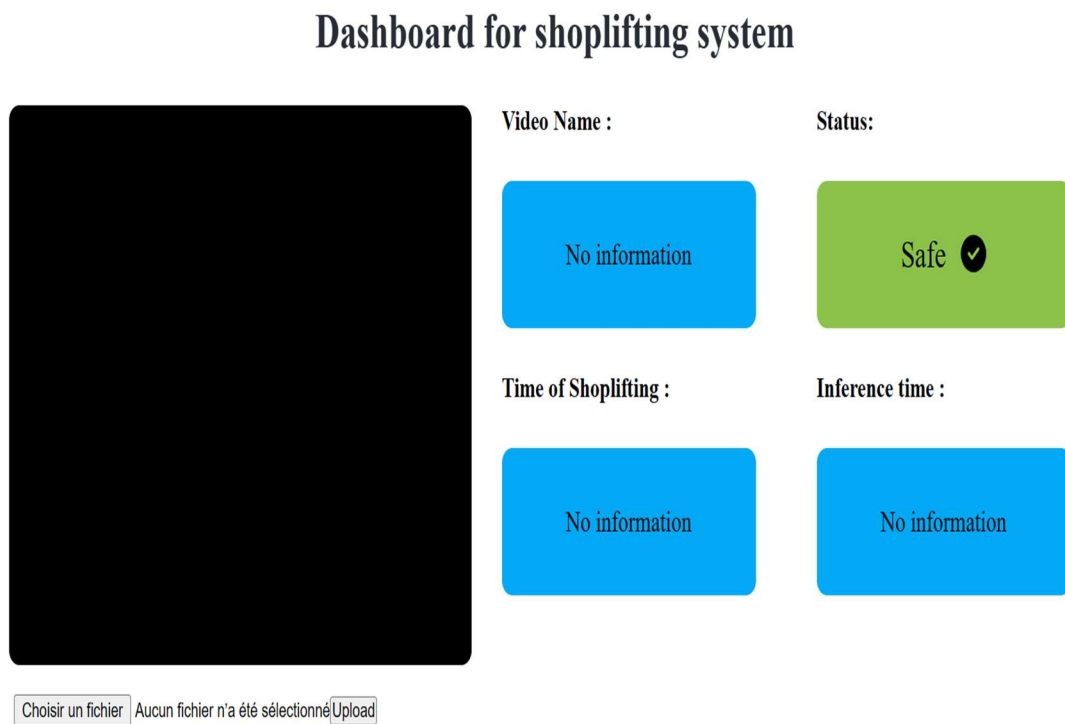 Dashboard for shoplifting system
Video Name :
Status:
No information
Safe
Time of Shoplifting :
Inference time :
No information
No information
Choisir un fichier Aucun fichier n'a été sélectionné Upload